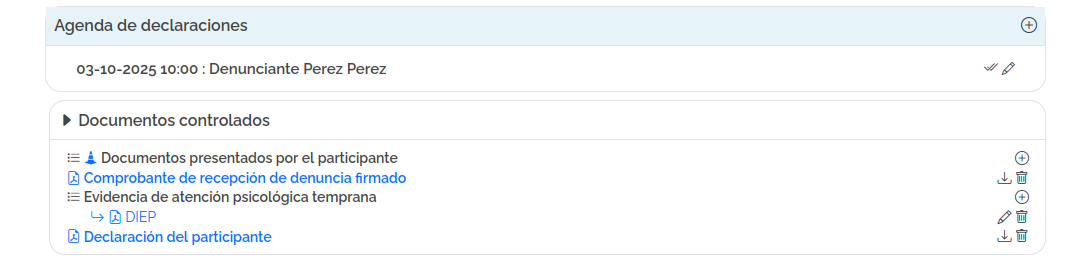 Agenda de declaraciones
03-10-2025 10:00 : Denunciante Perez Perez
Documentos controlados
Documentos presentados por el participante
Comprobante de recepción de denuncia firmado
Evidencia de atención psicológica temprana
DIEP
Declaración del participante